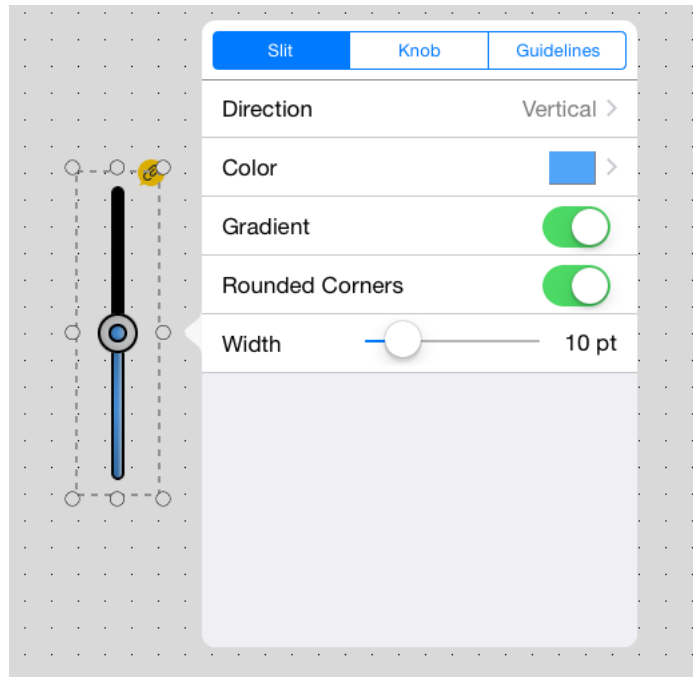 Slit Knob Guidelines
Direction Vertical
Color
Gradient
Rounded Corners
Width 10 pt